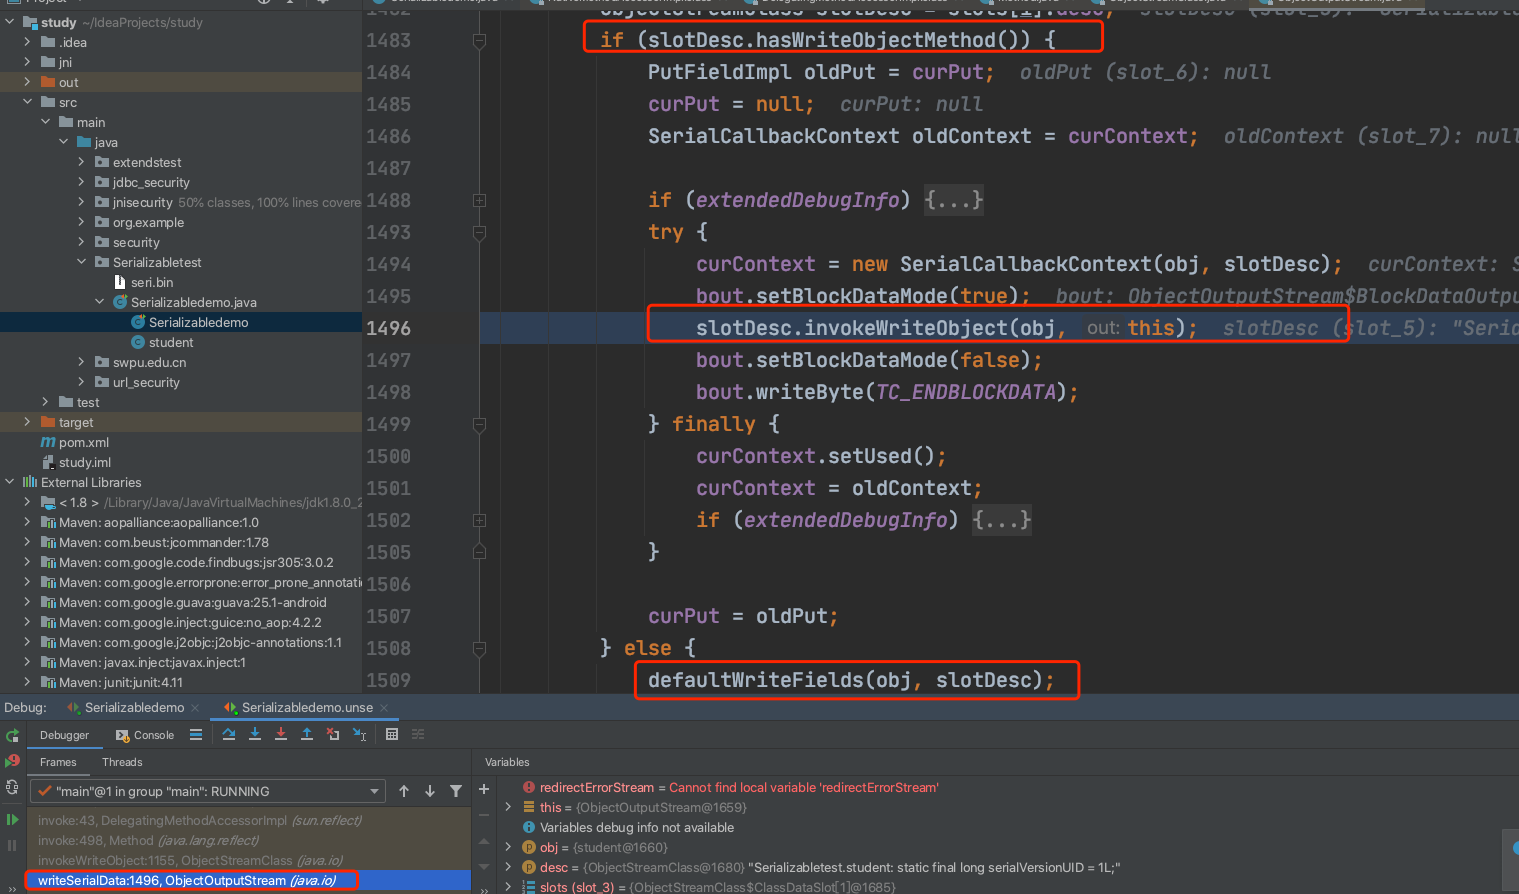 study ~/IdeaProjects/study
.idea
jni
out
src
main
java
extendstest
jdbc_security
jnisecurity 50% classes, 100% lines covere
org.example
security
Serializabletest
seri.bin
Serializabledemo.java
Serializabledemo
student
swpu.edu.cn
url_security
test
target
pom.xml
study.iml
External Libraries
< 1.8 > /Library/Java/JavaVirtualMachines/jdk1.8.0_2
Maven: aopalliance:aopalliance:1.0
Maven: com.beust:jcommander:1.78
Maven: com.google.code.findbugs:jsr305:3.0.2
Maven: com.google.errorprone:error_prone_annotati
Maven: com.google.guava:guava:25.1-android
Maven: com.google.inject:guice:no_aop:4.2.2
Maven: com.google.j2objc:j2objc-annotations:1.1
Maven: javax.inject:javax.inject:1
Maven: junit:junit:4.11
1483 if (slotDesc.hasWriteObjectMethod()) {
1484 PutFieldImpl oldPut = curPut; oldPut (slot_6): null
1485 curPut = null; curPut: null
1486 SerialCallbackContext oldContext = curContext; oldContext (slot_7): null
1487
1488 if (extendedDebugInfo) {...}
1493 try {
1494 curContext = new SerialCallbackContext(obj, slotDesc); curContext: S
1495 bout.setBlockDataMode(true); bout: ObjectOutputStream$BlockDataOutp
1496 slotDesc.invokeWriteObject(obj, out: this); slotDesc (slot_5): "Seria
1497 bout.setBlockDataMode(false);
1498 bout.writeByte(TC_ENDBLOCKDATA);
1499 } finally {
1500 curContext.setUsed();
1501 curContext = oldContext;
1502 if (extendedDebugInfo) {...}
1505 }
1506
1507 curPut = oldPut;
1508 } else {
1509 defaultWriteFields(obj, slotDesc);
Debug: Serializabledemo × Serializabledemo.unse ×
Debugger Console
Frames Threads
"main"@1 in group "main": RUNNING
invoke:43, DelegatingMethodAccessorImpl (sun.reflect)
invoke:498, Method (java.lang.reflect)
invokeWriteObject:1155, ObjectStreamClass (java.io)
writeSerialData:1496, ObjectOutputStream (java.io)
Variables
redirectErrorStream = Cannot find local variable 'redirectErrorStream'
this = {ObjectOutputStream@1659}
Variables debug info not available
obj = {student@1660}
desc = {ObjectStreamClass@1680} "Serializabletest.student: static final long serialVersionUID = 1L;"
slots (slot_3) = {ObjectStreamClass$ClassDataSlot[1]@1685}